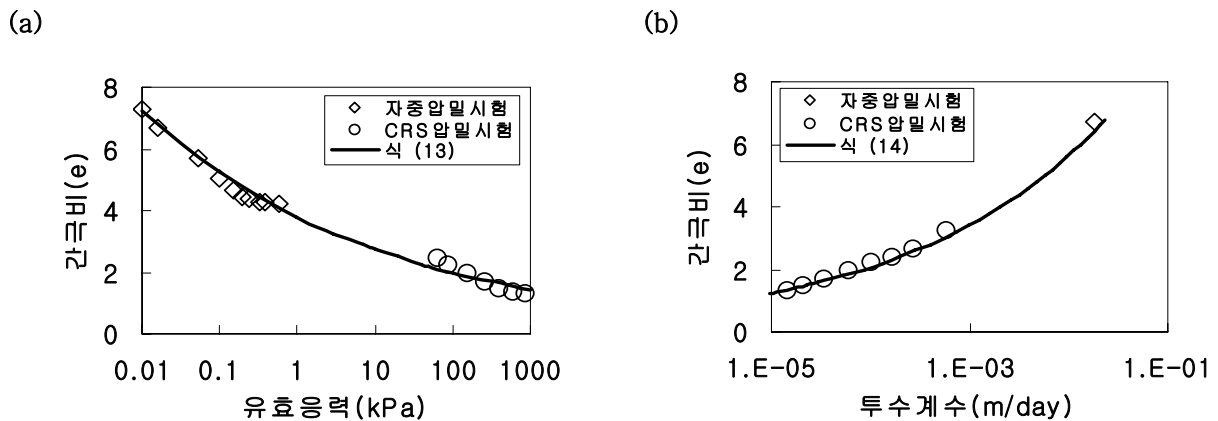 (a)
8
6
4
2
0
간극비(e)
자중압밀시험
CRS압밀시험
식 (13)
0.01 0.1 1 10 100 1000
유효응력(kPa)
(b)
8
6
4
2
0
간극비(e)
자중압밀시험
CRS압밀시험
식 (14)
1.E-05 1.E-03 1.E-01
투수계수(m/day)